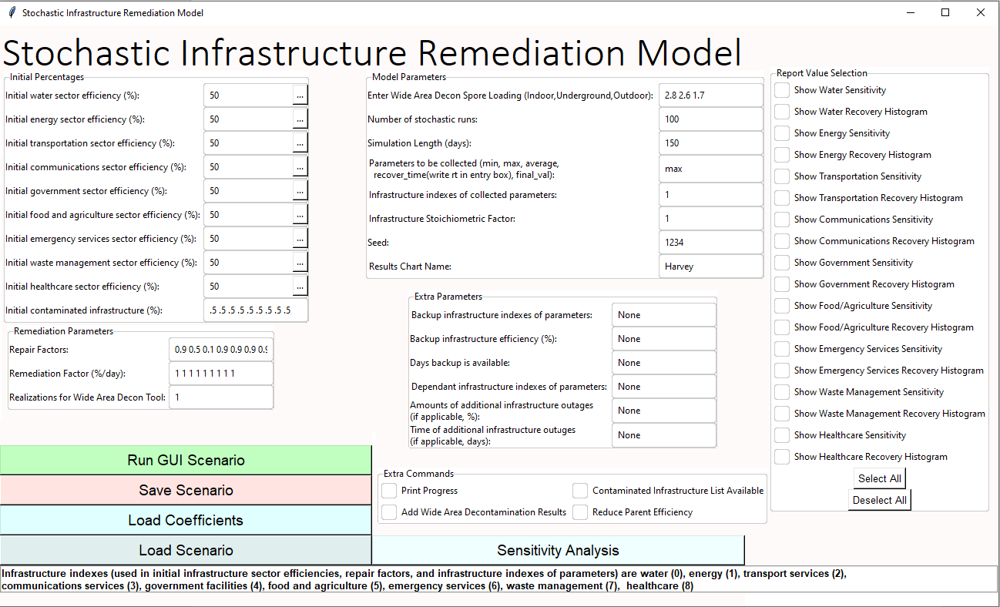 Stochastic Infrastructure Remediation Model
Stochastic Infrastructure Remediation Model
Initial Percentages
Initial water sector efficiency (%): 50 ...
Initial energy sector efficiency (%): 50 ...
Initial transportation sector efficiency (%): 50 ...
Initial communications sector efficiency (%): 50 ...
Initial government sector efficiency (%): 50 ...
Initial food and agriculture sector efficiency (%): 50 ...
Initial emergency services sector efficiency (%): 50 ...
Initial waste management sector efficiency (%): 50 ...
Initial healthcare sector efficiency (%): 50 ...
Initial contaminated infrastructure (%): .5 .5 .5 .5 .5 .5 .5 .5 .5
Remediation Parameters
Repair Factors: 0.9 0.5 0.1 0.9 0.9 0.9 0.9
Remediation Factor (%/day): 1 1 1 1 1 1 1 1 1
Realizations for Wide Area Decon Tool: 1
Model Parameters
Enter Wide Area Decon Spore Loading (Indoor,Underground,Outdoor): 2.8 2.6 1.7
Number of stochastic runs: 100
Simulation Length (days): 150
Parameters to be collected (min, max, average,
recover_time(write rt in entry box), final_val): max
Infrastructure indexes of collected parameters: 1
Infrastructure Stoichiometric Factor: 1
Seed: 1234
Results Chart Name: Harvey
Extra Parameters
Backup infrastructure indexes of parameters: None
Backup infrastructure efficiency (%): None
Days backup is available: None
Dependant infrastructure indexes of parameters: None
Amounts of additional infrastructure outages
(if applicable, %): None
Time of additional infrastructure outages
(if applicable, days): None
Report Value Selection
Show Water Sensitivity
Show Water Recovery Histogram
Show Energy Sensitivity
Show Energy Recovery Histogram
Show Transportation Sensitivity
Show Transportation Recovery Histogram
Show Communications Sensitivity
Show Communications Recovery Histogram
Show Government Sensitivity
Show Government Recovery Histogram
Show Food/Agriculture Sensitivity
Show Food/Agriculture Recovery Histogram
Show Emergency Services Sensitivity
Show Emergency Services Recovery Histogram
Show Waste Management Sensitivity
Show Waste Management Recovery Histogram
Show Healthcare Sensitivity
Show Healthcare Recovery Histogram
Select All
Deselect All
Run GUI Scenario
Save Scenario
Load Coefficients
Load Scenario
Extra Commands
Print Progress
Contaminated Infrastructure List Available
Add Wide Area Decontamination Results
Reduce Parent Efficiency
Sensitivity Analysis
Infrastructure indexes (used in initial infrastructure sector efficiencies, repair factors, and infrastructure indexes of parameters) are water (0), energy (1), transport services (2),
communications services (3), government facilities (4), food and agriculture (5), emergency services (6), waste management (7), healthcare (8)